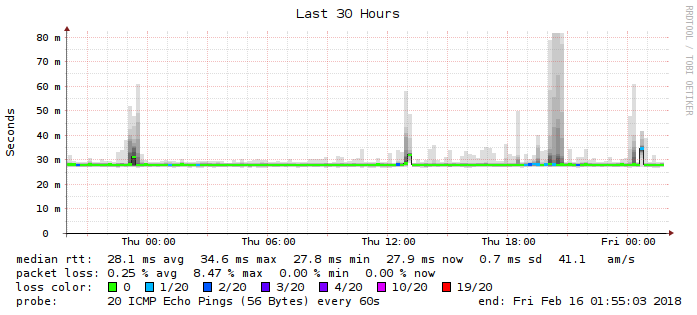 Last 30 Hours
RRDTOOL / TOBI OETIKER
Seconds
80 m
70 m
60 m
50 m
40 m
30 m
20 m
10 m
0
Thu 00:00 Thu 06:00 Thu 12:00 Thu 18:00 Fri 00:00
median rtt: 28.1 ms avg 34.6 ms max 27.8 ms min 27.9 ms now 0.7 ms sd 41.1 am/s
packet loss: 0.25 % avg 8.47 % max 0.00 % min 0.00 % now
loss color: 0 1/20 2/20 3/20 4/20 10/20 19/20
probe: 20 ICMP Echo Pings (56 Bytes) every 60s end: Fri Feb 16 01:55:03 2018